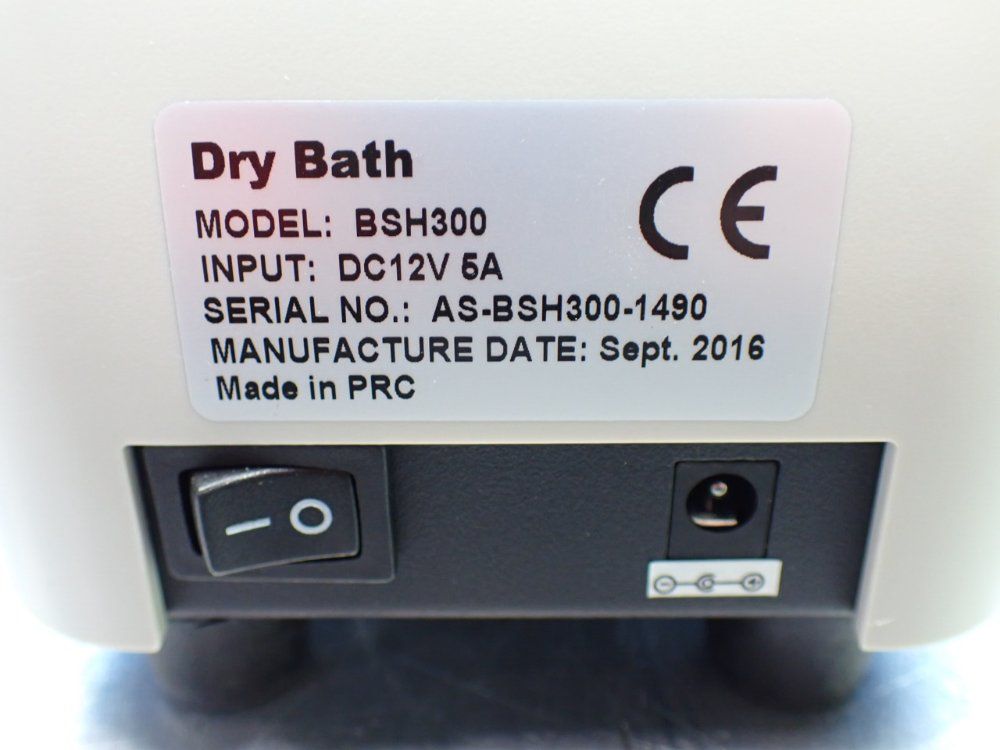 Dry Bath
CE
MODEL: BSH300
INPUT: DC12V 5A
SERIAL NO.: AS-BSH300-1490
MANUFACTURE DATE: Sept. 2016
Made in PRC